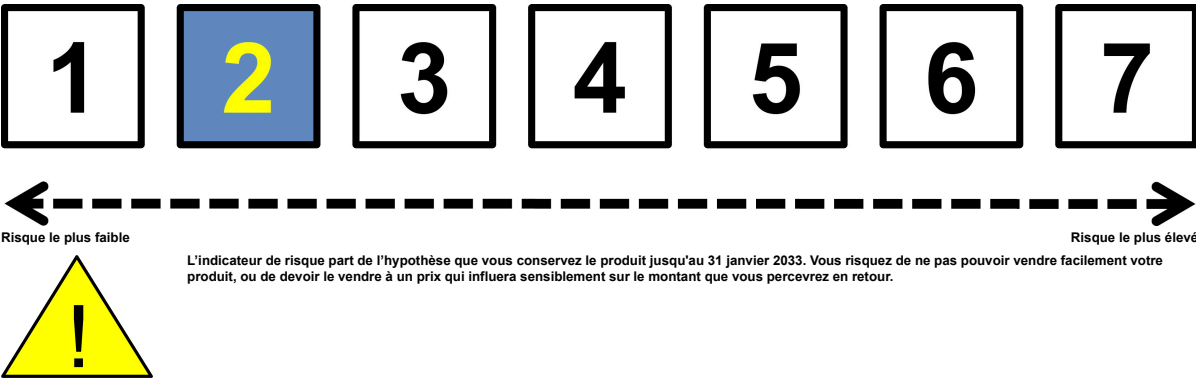 1 2 3 4 5 6 7
Risque le plus faible Risque le plus élevé
L'indicateur de risque part de l’hypothèse que vous conservez le produit jusqu'au 31 janvier 2033. Vous risquez de ne pas pouvoir vendre facilement votre
produit, ou de devoir le vendre à un prix qui influera sensiblement sur le montant que vous percevrez en retour.
!